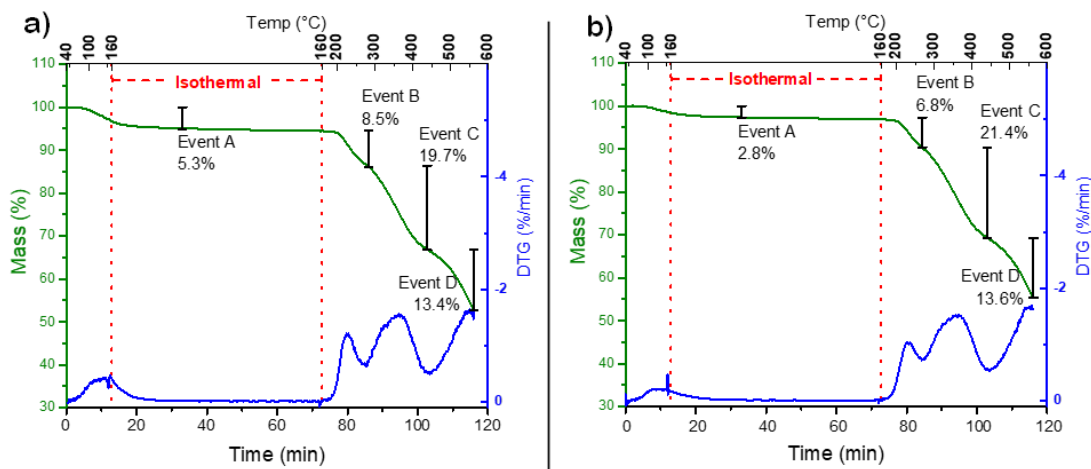 a)
Temp (°C)
40 100 160 160 200 300 400 500 600
110
100
90
80
70
60
50
40
30
Mass (%)
Isothermal
Event A
5.3%
Event B
8.5%
Event C
19.7%
Event D
13.4%
-4
-2
0
DTG (%/min)
0 20 40 60 80 100 120
Time (min)
b)
Temp (°C)
40 100 160 160 200 300 400 500 600
110
100
90
80
70
60
50
40
30
Mass (%)
Isothermal
Event A
2.8%
Event B
6.8%
Event C
21.4%
Event D
13.6%
-4
-2
0
DTG (%/min)
0 20 40 60 80 100 120
Time (min)